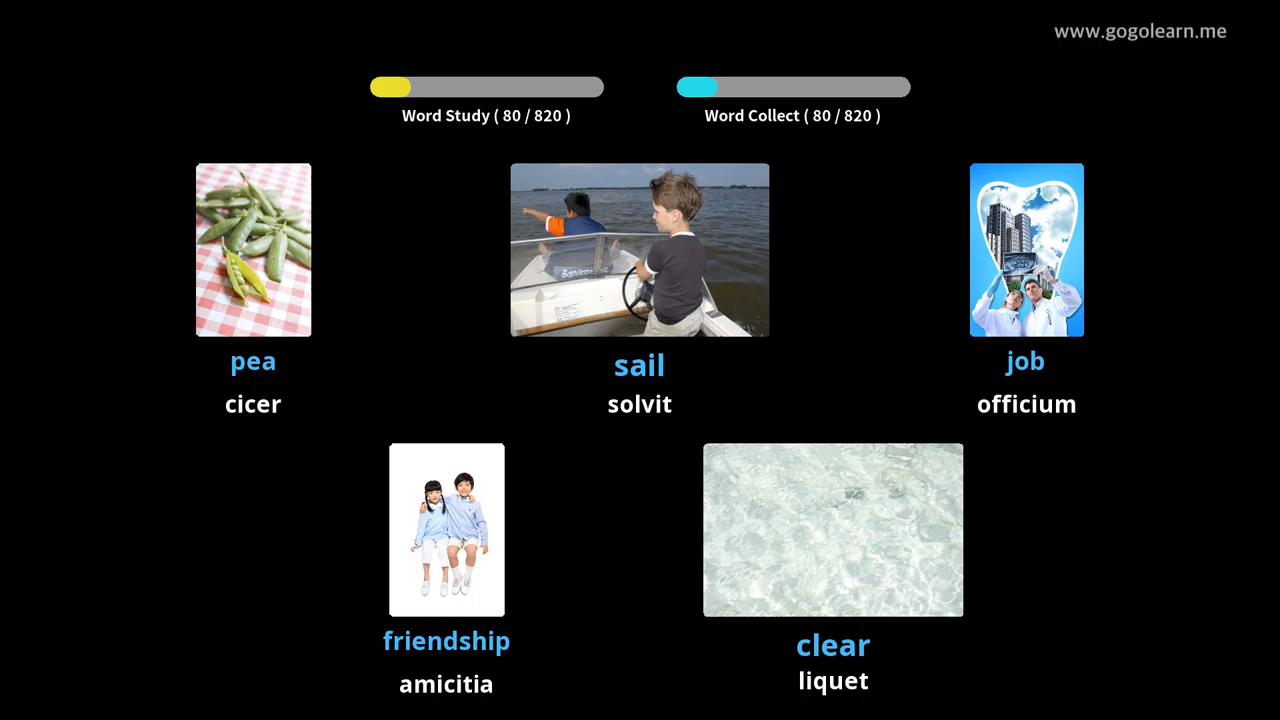 www.gogolearn.me
Word Study ( 80 / 820 )
Word Collect ( 80 / 820 )
pea
cicer
sail
solvit
job
officium
friendship
amicitia
clear
liquet